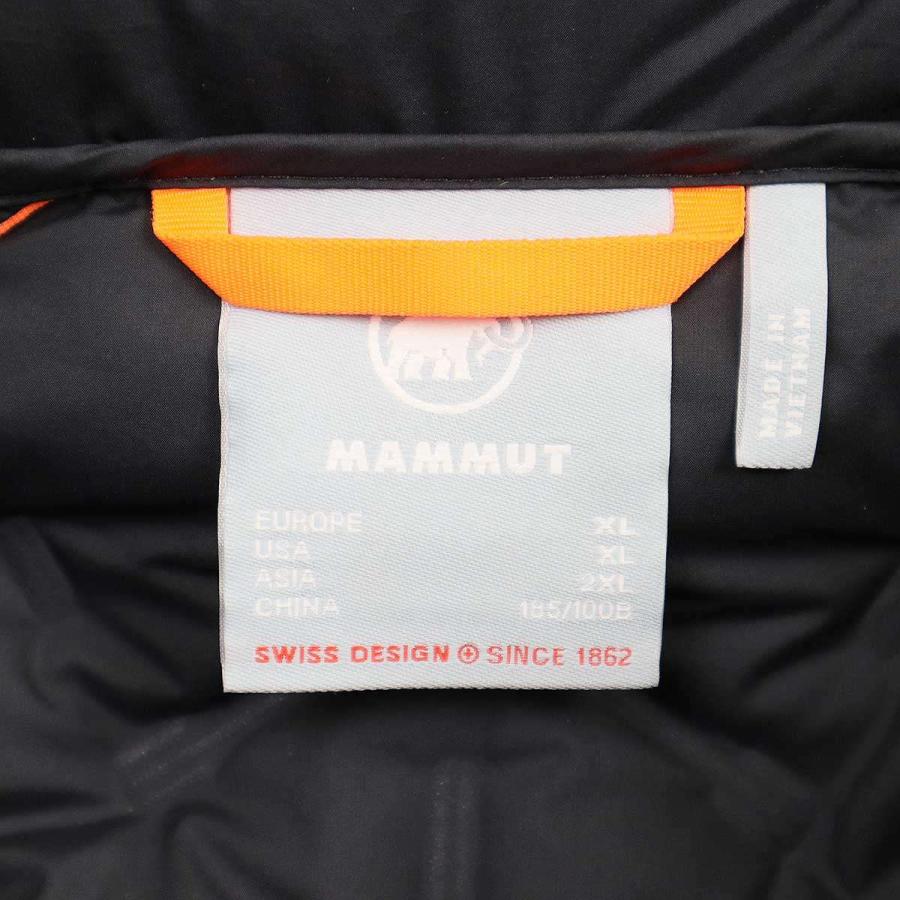 MAMMUT
EUROPE XL
USA XL
ASIA 2XL
CHINA 185/100B
SWISS DESIGN SINCE 1862
MADE IN
VIETNAM